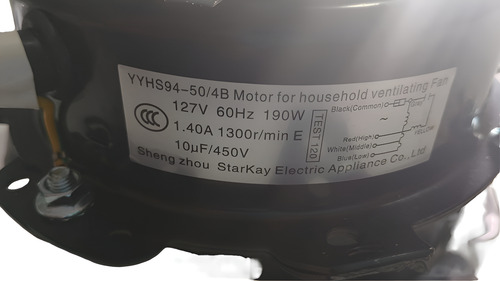 YYHS94-50/4B Motor for household ventilating Fan
127V 60Hz 190W
1.40A 1300r/min E
10μF/450V
Sheng zhou StarKay Electric Appliance Co.,Ltd
CCC
TEST 120
Black(Common)
~
Red(High)
White(Middle)
Blue(Low)
YELLOW